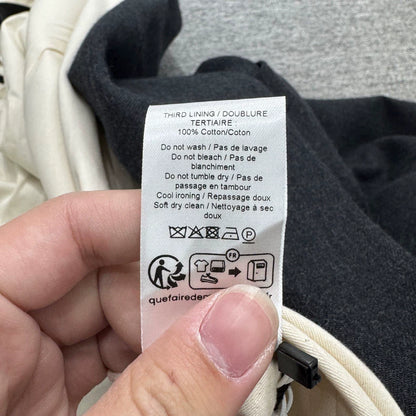 THIRD LINING / DOUBLURE
TERTIAIRE :
100% Cotton/Coton
Do not wash / Pas de lavage
Do not bleach / Pas de
Do not tumble dry / Pas de
passage en tambour
Cool ironing / Repassage doux
Soft dry clean / Nettoyage à sec
doux
P
FR